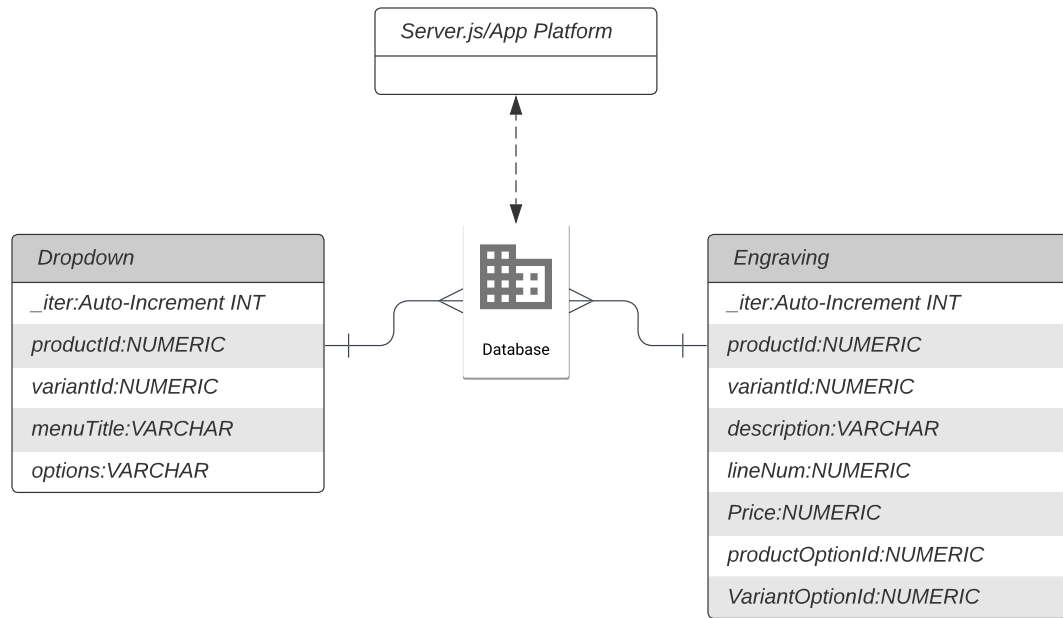 Server.js/App Platform
Dropdown
_iter:Auto-Increment INT
productId:NUMERIC
variantId:NUMERIC
menuTitle:VARCHAR
options:VARCHAR
Database
Engraving
_iter:Auto-Increment INT
productId:NUMERIC
variantId:NUMERIC
description:VARCHAR
lineNum:NUMERIC
Price:NUMERIC
productOptionId:NUMERIC
VariantOptionId:NUMERIC